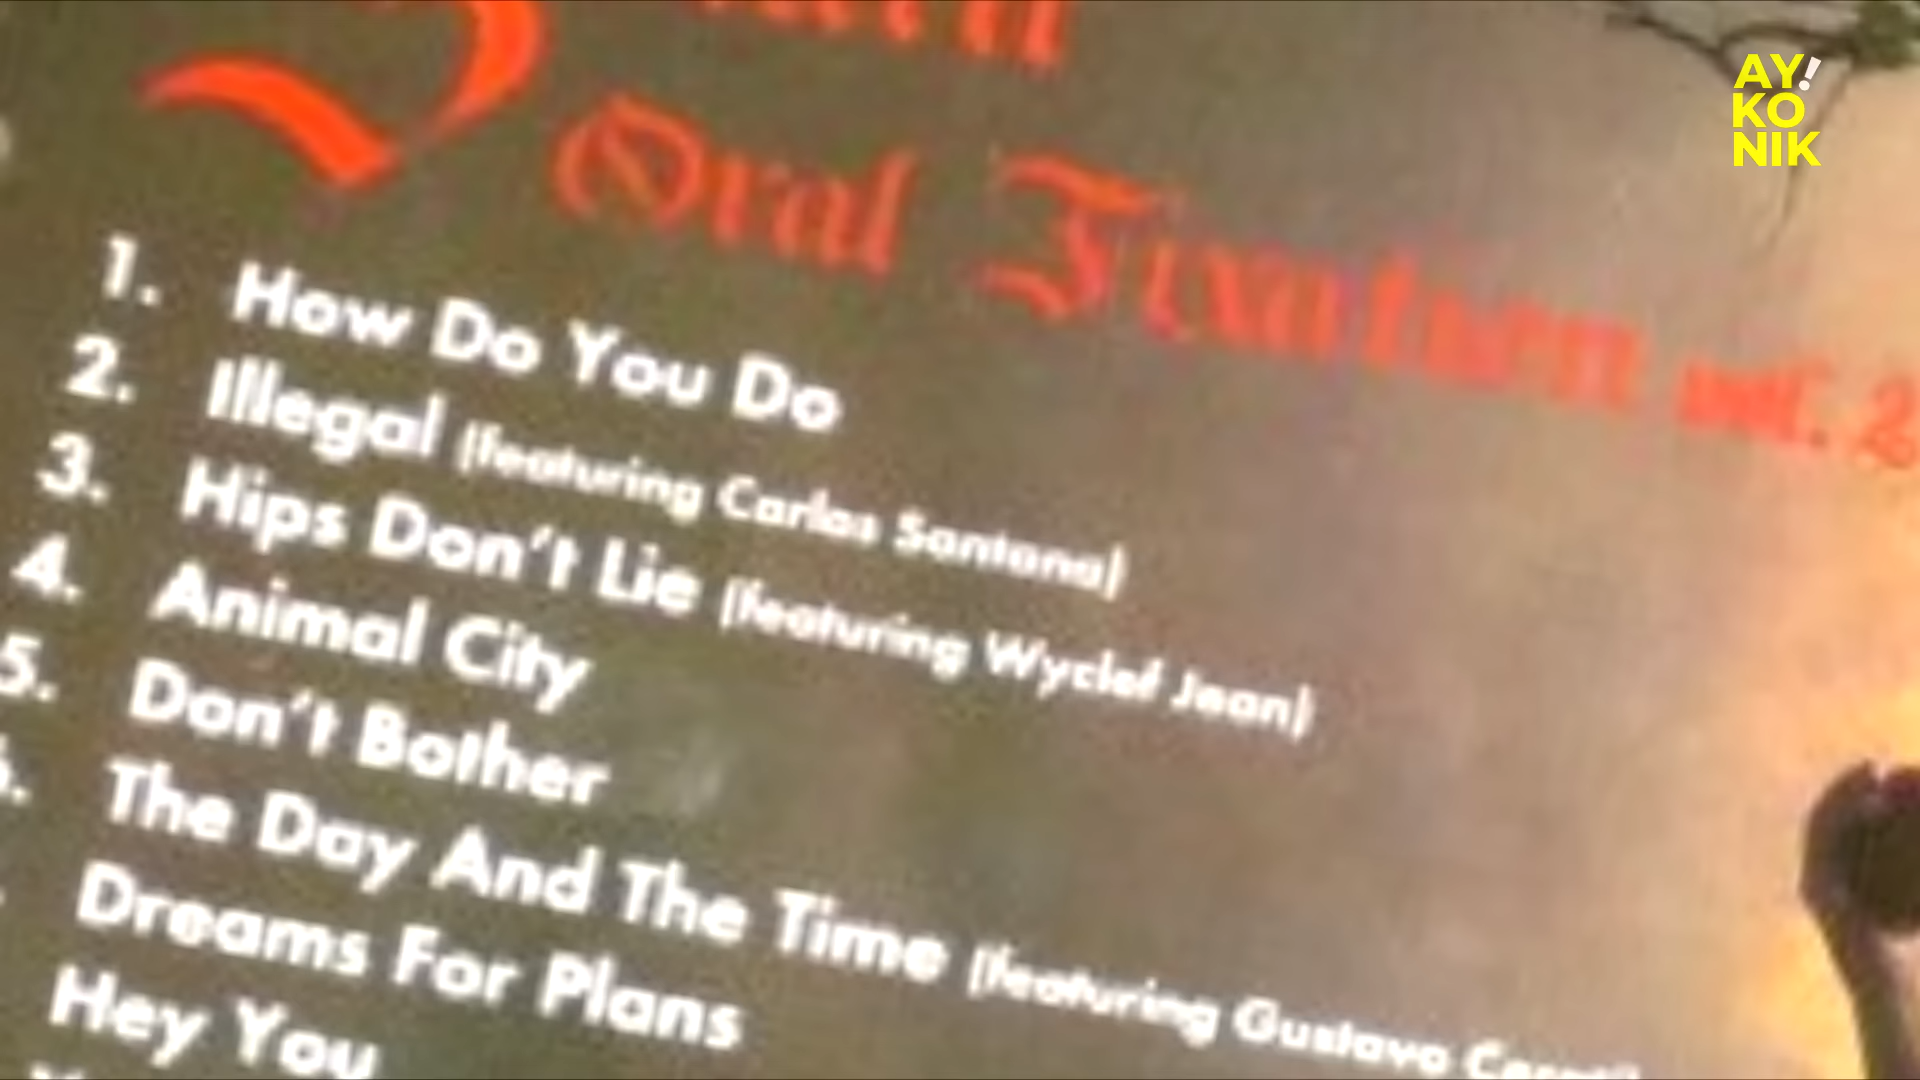 AY!
KO
NIK
Oral Fixation vol. 2
1. How Do You Do
2. Illegal (featuring Carlos Santana)
3. Hips Don't Lie (featuring Wyclef Jean)
4. Animal City
5. Don't Bother
6. The Day And The Time (featuring Gustavo
Dreams For Plans
Hey You